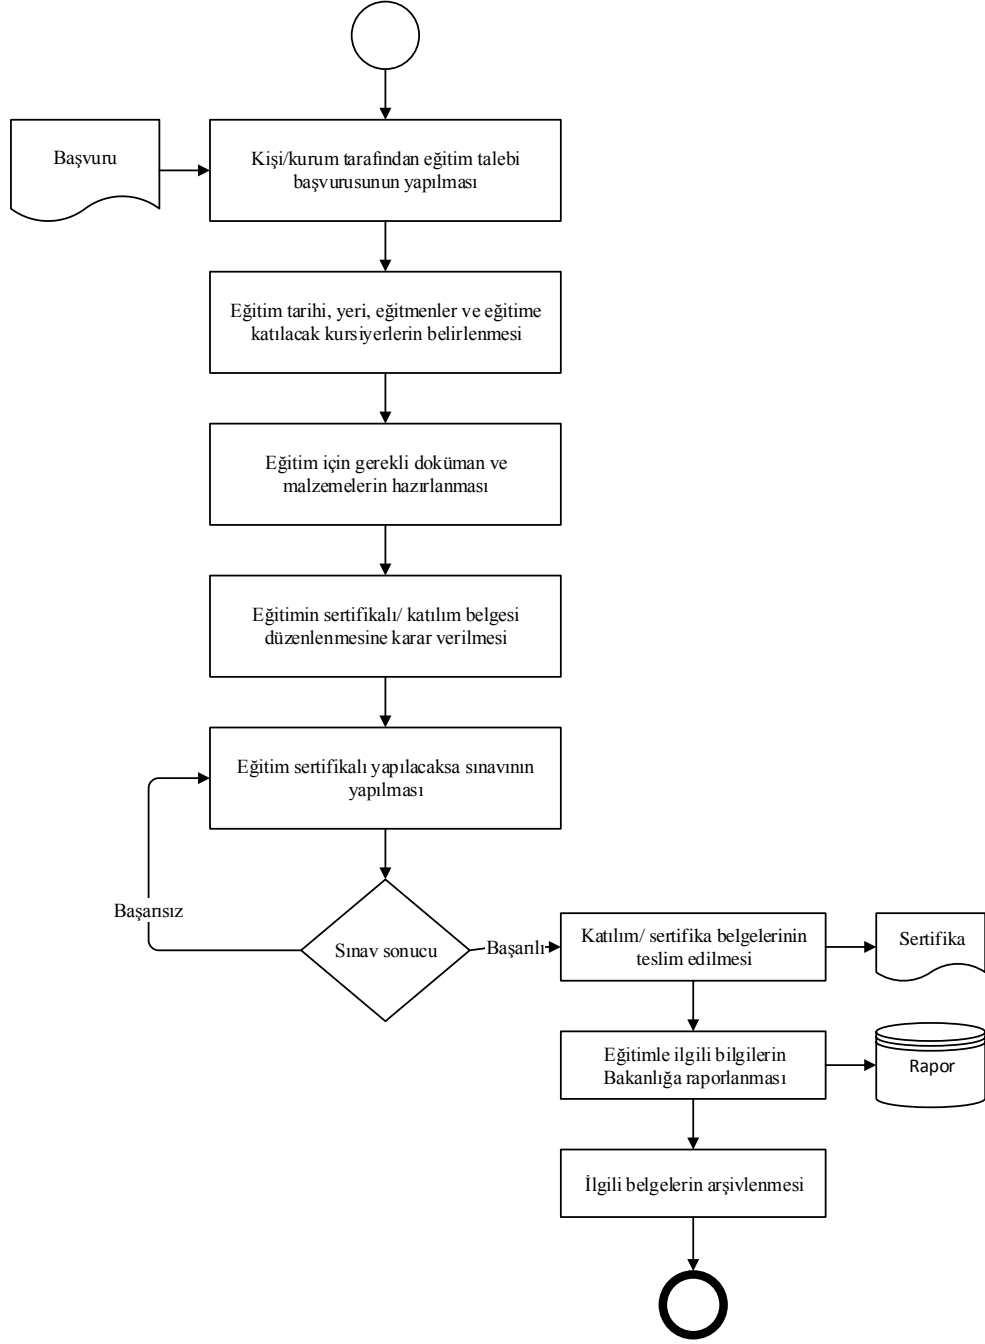 Başvuru
Kişi/kurum tarafından eğitim talebi
başvurusunun yapılması
Eğitim tarihi, yeri, eğitmenler ve eğitime
katılacak kursiyerlerin belirlenmesi
Eğitim için gerekli doküman ve
malzemelerin hazırlanması
Eğitimin sertifikalı/ katılım belgesi
düzenlenmesine karar verilmesi
Eğitim sertifikalı yapılacaksa sınavının
yapılması
Başarısız
Sınav sonucu
Başarılı
Katılım/ sertifika belgelerinin
teslim edilmesi
Sertifika
Eğitimle ilgili bilgilerin
Bakanlığa raporlanması
Rapor
İlgili belgelerin arşivlenmesi